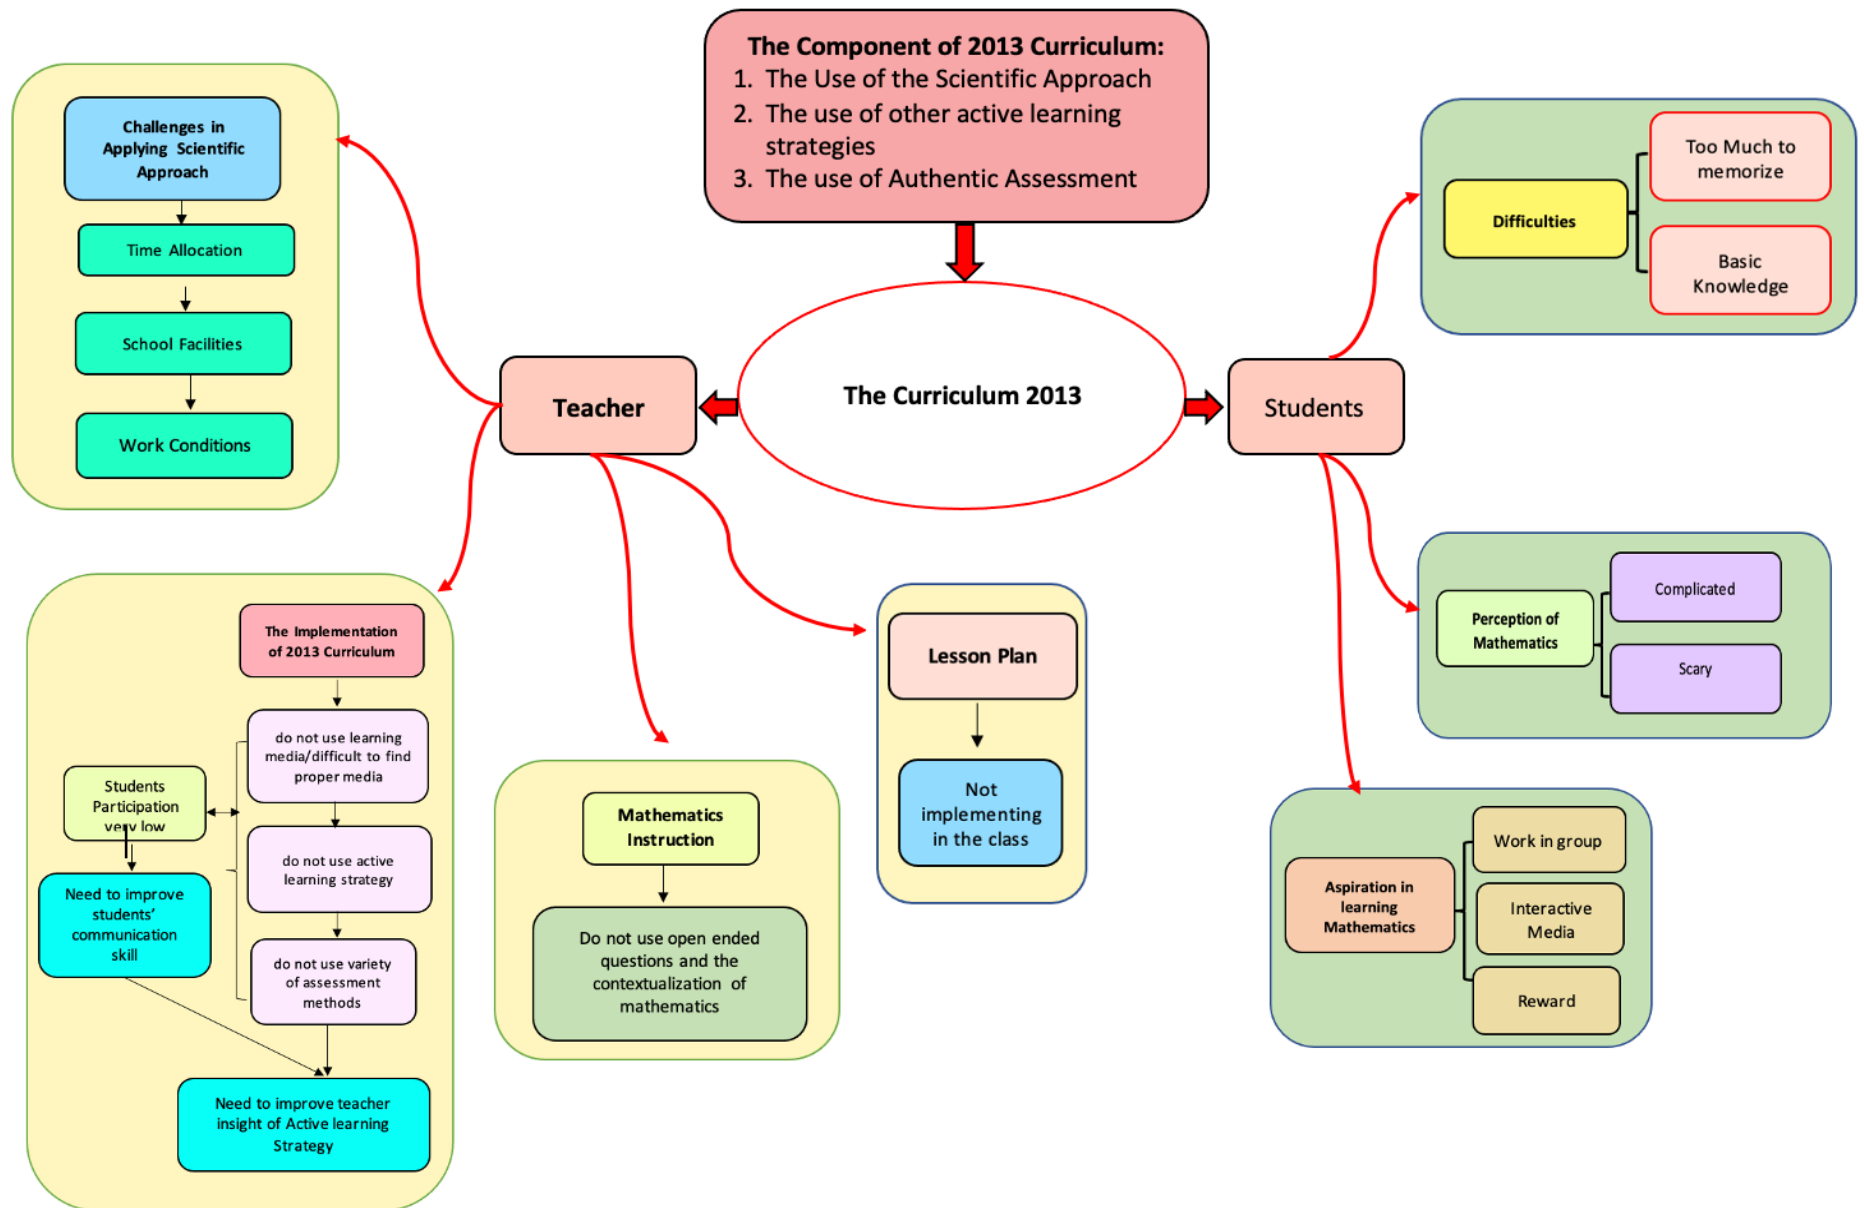 The Component of 2013 Curriculum:
1. The Use of the Scientific Approach
2. The use of other active learning
strategies
3. The use of Authentic Assessment
Challenges in
Applying Scientific
Approach
Time Allocation
School Facilities
Work Conditions
Teacher
The Curriculum 2013
Students
Difficulties
Too Much to
memorize
Basic
Knowledge
Perception of
Mathematics
Complicated
Scary
Aspiration in
learning
Mathematics
Work in group
Interactive
Media
Reward
Lesson Plan
Not
implementing
in the class
Mathematics
Instruction
Do not use open ended
questions and the
contextualization of
mathematics
The Implementation
of 2013 Curriculum
do not use learning
media/difficult to find
proper media
do not use active
learning strategy
do not use variety
of assessment
methods
Students
Participation
very low
Need to improve
students’
communication
skill
Need to improve teacher
insight of Active learning
Strategy